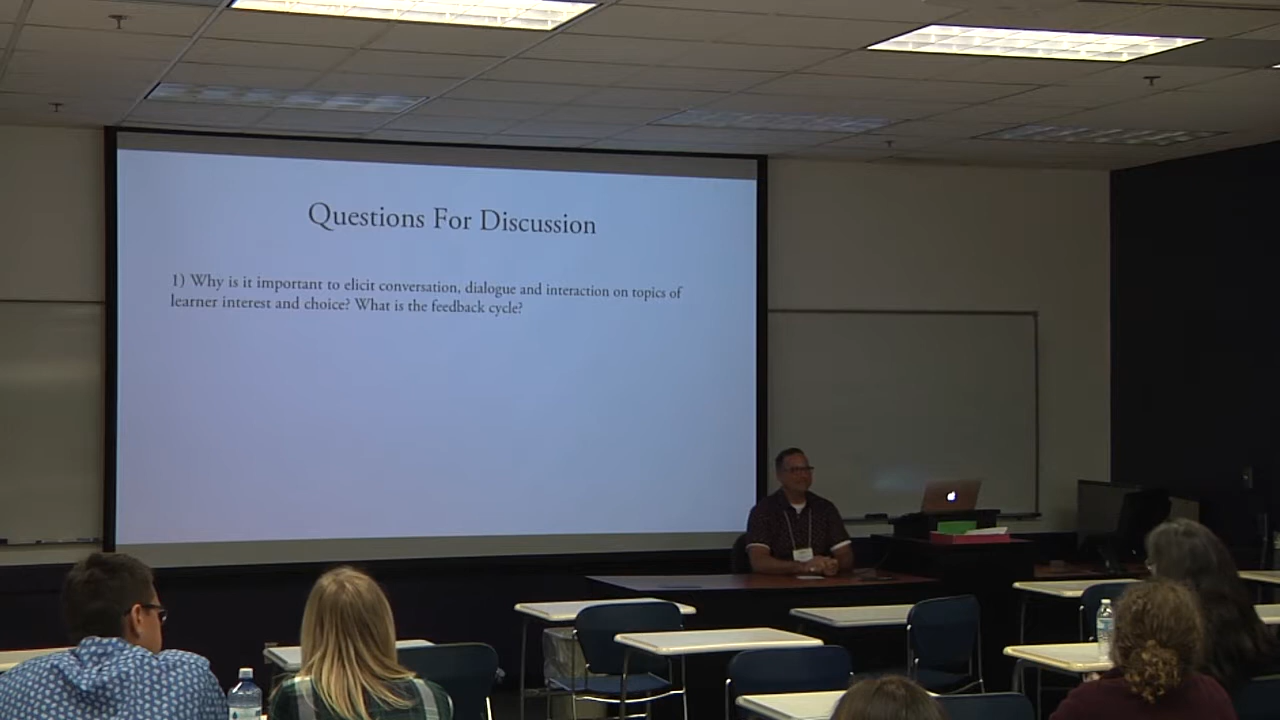 Questions For Discussion
1) Why is it important to elicit conversation, dialogue and interaction on topics of
learner interest and choice? What is the feedback cycle?